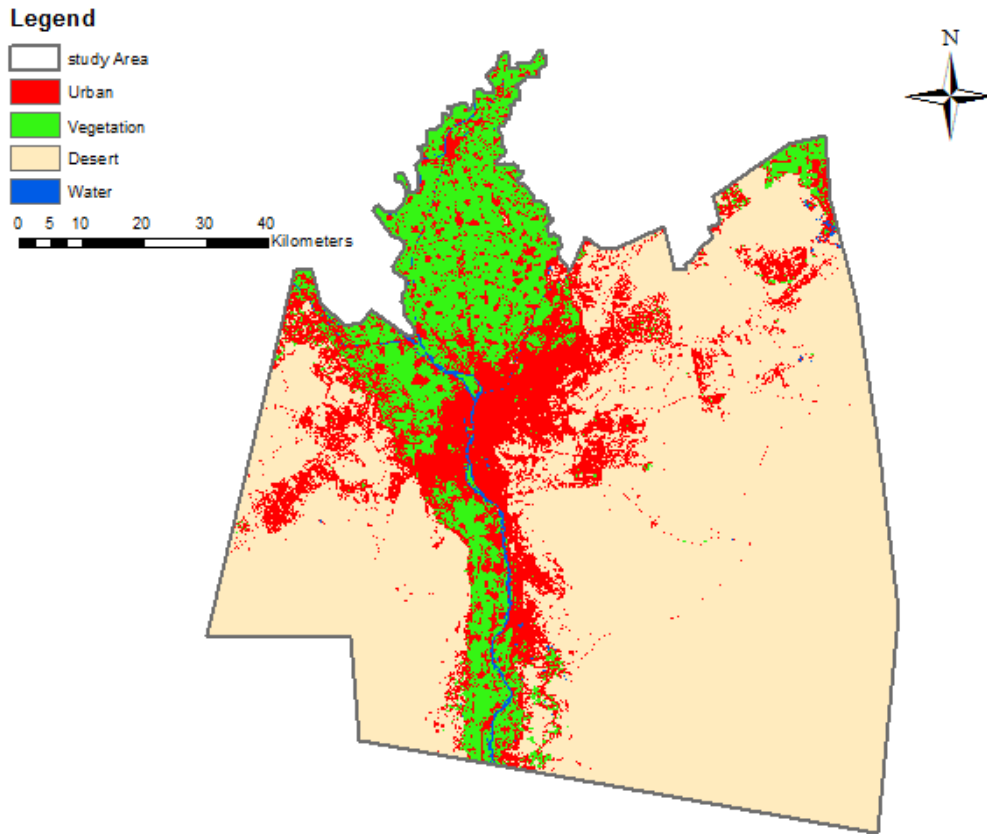 Legend
study Area
Urban
Vegetation
Desert
Water
0 5 10 20 30 40
Kilometers
N